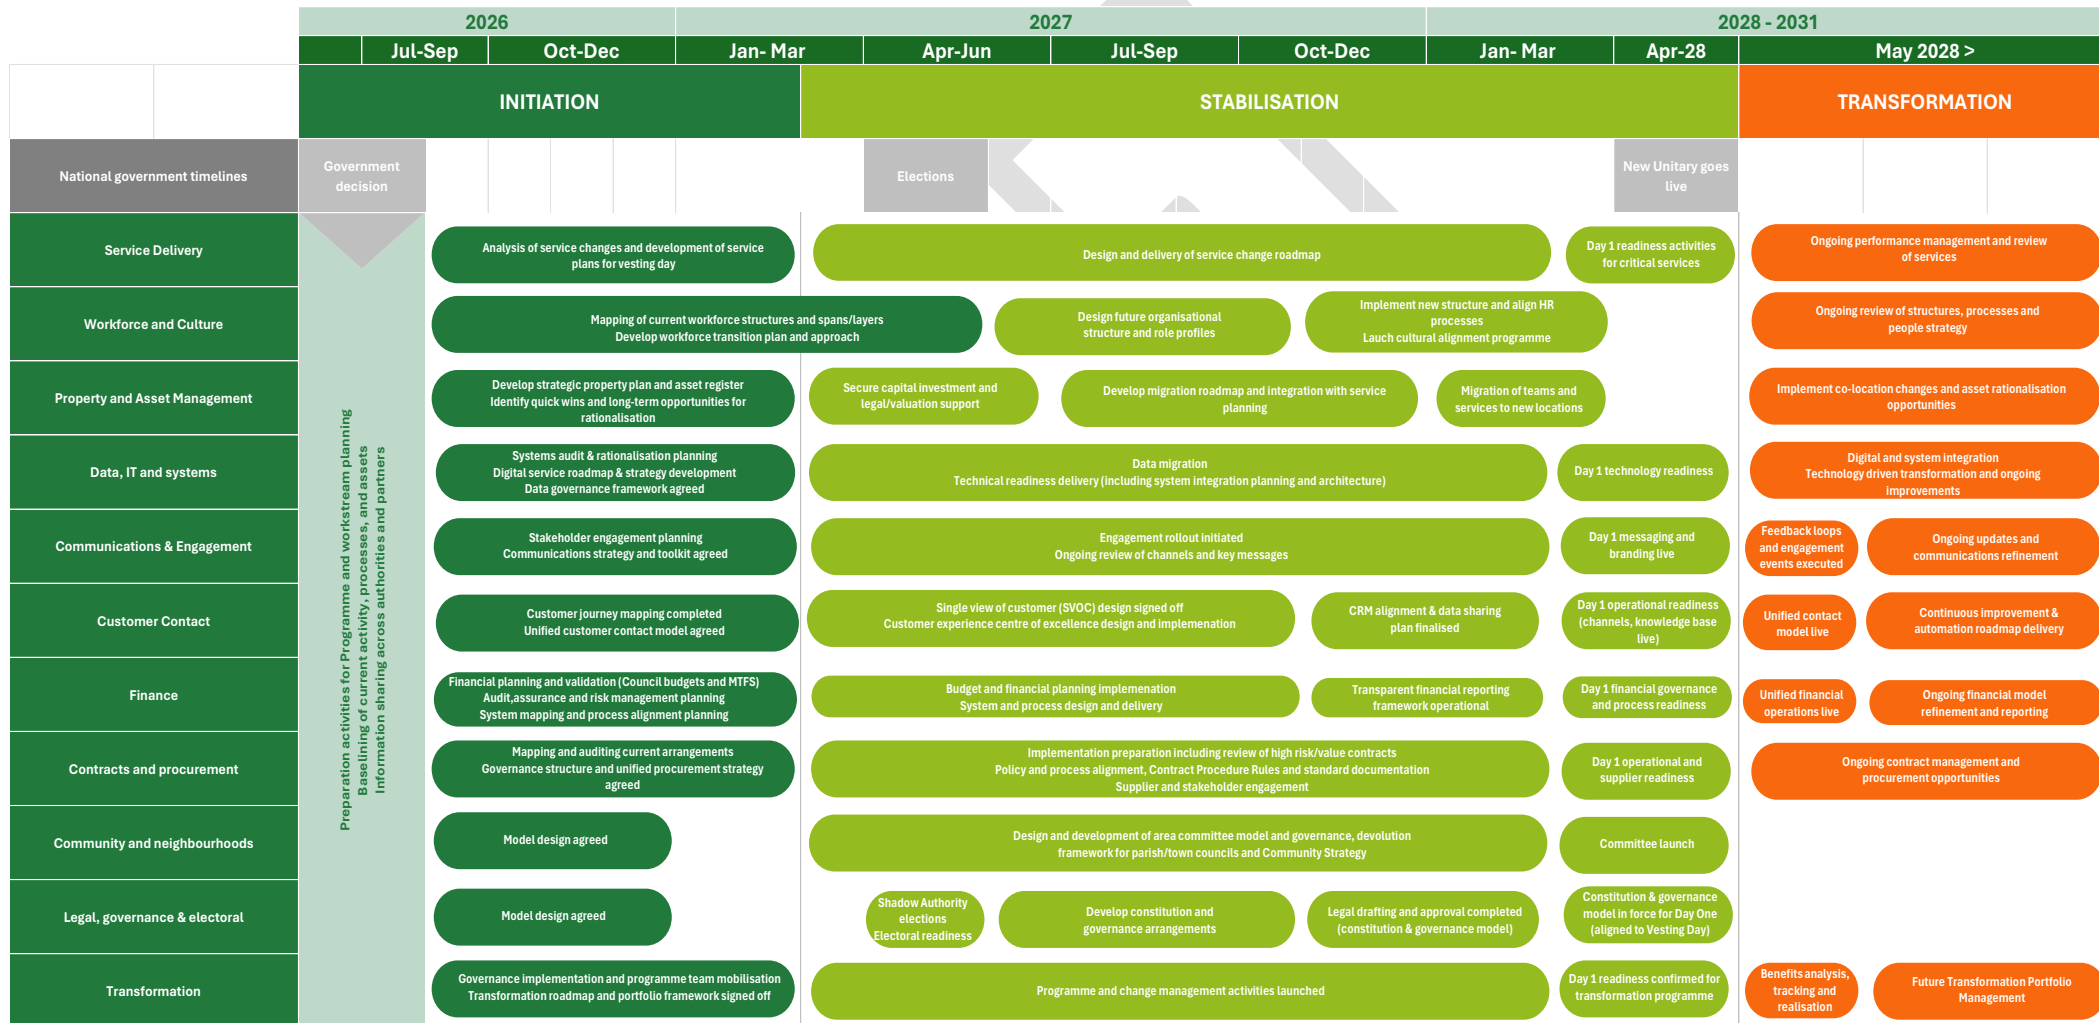 2026
2027
2028 - 2031
Jul-Sep
Oct-Dec
Jan- Mar
Apr-Jun
Jul-Sep
Oct-Dec
Jan- Mar
Apr-28
May 2028 >
INITIATION
STABILISATION
TRANSFORMATION
National government timelines
Government
decision
Elections
New Unitary goes
live
Preparation activities for Programme and workstream planning
Baselining of current activity, processes, and assets
Information sharing across authorities and partners
Service Delivery
Analysis of service changes and development of service
plans for vesting day
Design and delivery of service change roadmap
Day 1 readiness activities
for critical services
Ongoing performance management and review
of services
Workforce and Culture
Mapping of current workforce structures and spans/layers
Develop workforce transition plan and approach
Design future organisational
structure and role profiles
Implement new structure and align HR
processes
Lauch cultural alignment programme
Ongoing review of structures, processes and
people strategy
Property and Asset Management
Develop strategic property plan and asset register
Identify quick wins and long-term opportunities for
rationalisation
Secure capital investment and
legal/valuation support
Develop migration roadmap and integration with service
planning
Migration of teams and
services to new locations
Implement co-location changes and asset rationalisation
opportunities
Data, IT and systems
Systems audit & rationalisation planning
Digital service roadmap & strategy development
Data governance framework agreed
Data migration
Technical readiness delivery (including system integration planning and architecture)
Day 1 technology readiness
Digital and system integration
Technology driven transformation and ongoing
improvements
Communications & Engagement
Stakeholder engagement planning
Communications strategy and toolkit agreed
Engagement rollout initiated
Ongoing review of channels and key messages
Day 1 messaging and
branding live
Feedback loops
and engagement
events executed
Ongoing updates and
communications refinement
Customer Contact
Customer journey mapping completed
Unified customer contact model agreed
Single view of customer (SVOC) design signed off
Customer experience centre of excellence design and implemenation
CRM alignment & data sharing
plan finalised
Day 1 operational readiness
(channels, knowledge base
live)
Unified contact
model live
Continuous improvement &
automation roadmap delivery
Finance
Financial planning and validation (Council budgets and MTFS)
Audit,assurance and risk management planning
System mapping and process alignment planning
Budget and financial planning implemenation
System and process design and delivery
Transparent financial reporting
framework operational
Day 1 financial governance
and process readiness
Unified financial
operations live
Ongoing financial model
refinement and reporting
Contracts and procurement
Mapping and auditing current arrangements
Governance structure and unified procurement strategy
agreed
Implementation preparation including review of high risk/value contracts
Policy and process alignment, Contract Procedure Rules and standard documentation
Supplier and stakeholder engagement
Day 1 operational and
supplier readiness
Ongoing contract management and
procurement opportunities
Community and neighbourhoods
Model design agreed
Design and development of area committee model and governance, devolution
framework for parish/town councils and Community Strategy
Committee launch
Legal, governance & electoral
Model design agreed
Shadow Authority
elections
Electoral readiness
Develop constitution and
governance arrangements
Legal drafting and approval completed
(constitution & governance model)
Constitution & governance
model in force for Day One
(aligned to Vesting Day)
Transformation
Governance implementation and programme team mobilisation
Transformation roadmap and portfolio framework signed off
Programme and change management activities launched
Day 1 readiness confirmed for
transformation programme
Benefits analysis,
tracking and
realisation
Future Transformation Portfolio
Management